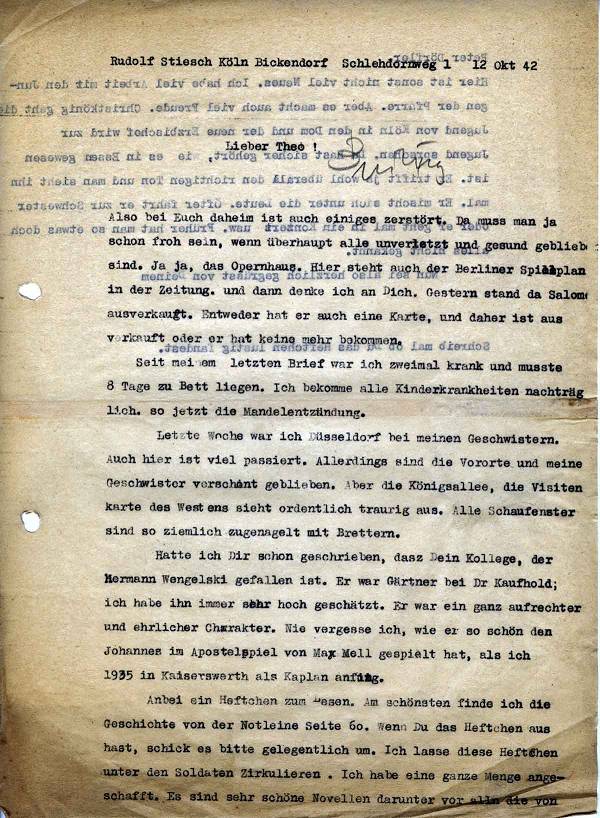 Rudolf Stiesch Köln Bickendorf Schlehdornweg 1 12 Okt 42
Lieber Theo !
Also bei Euch daheim ist auch einiges zerstört. Da muss man ja
schon froh sein, wenn überhaupt alle unverletzt und gesund gebliebe
sind. Ja ja, das Opernhaus. Hier steht auch der Berliner Spielplan
in der Zeitung. und dann denke ich an Dich. Gestern stand da Salome
ausverkauft. Entweder hat er auch eine Karte, und daher ist aus
verkauft oder er hat keine mehr bekommen.
Seit meinem letzten Brief war ich zweimal krank und musste
8 Tage zu Bett liegen. Ich bekomme alle Kinderkrankheiten nachträg
lich. so jetzt die Mandelentzündung.
Letzte Woche war ich Düsseldorf bei meinen Geschwistern.
Auch hier ist viel passiert. Allerdings sind die Vororte und meine
Geschwister verschont geblieben. Aber die Königsallee, die Visiten
karte des Westens sieht ordentlich traurig aus. Alle Schaufenster
sind so ziemlich zugenagelt mit Brettern.
Hatte ich Dir schon geschrieben, dasz Dein Kollege, der
Hermann Wengelski gefallen ist. Er war Gärtner bei Dr Kaufhold;
ich habe ihn immer sehr hoch geschätzt. Er war ein ganz aufrechter
und ehrlicher Charakter. Nie vergesse ich, wie er so schön den
Johannes im Apostelspiel von Max Mell gespielt hat, als ich
1935 in Kaiserswerth als Kaplan anfing.
Anbei ein Heftchen zum Lesen. Am schönsten finde ich die
Geschichte von der Notleine Seite 60. Wenn Du das Heftchen aus
hast, schick es bitte gelegentlich um. Ich lasse diese Heftchen
unter den Soldaten Zirkulieren . Ich habe eine ganze Menge ange-
schafft. Es sind sehr schöne Novellen darunter vor alln die von